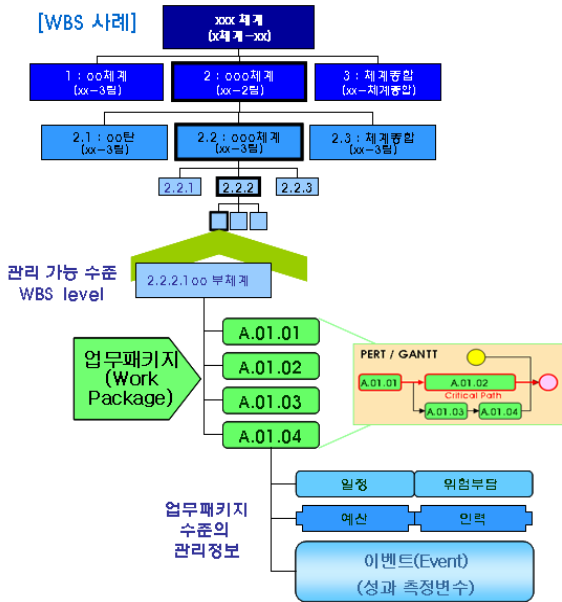 [WBS 사례]
xxx 체계
(x체계-xx)
1 : oo체계
(xx-3팀)
2 : ooo체계
(xx-2팀)
3 : 체계종합
(xx-체계종합)
2.1 : oo탄
(xx-3팀)
2.2 : ooo체계
(xx-3팀)
2.3 : 체계종합
(xx-3팀)
2.2.1
2.2.2
2.2.3
관리 가능 수준
WBS level
2.2.2.1oo 부체계
업무패키지
(Work
Package)
A.01.01
A.01.02
A.01.03
A.01.04
PERT / GANTT
A.01.01
A.01.02
Critical Path
A.01.03
A.01.04
업무패키지
수준의
관리정보
일정
위험부담
예산
인력
이벤트(Event)
(성과 측정변수)